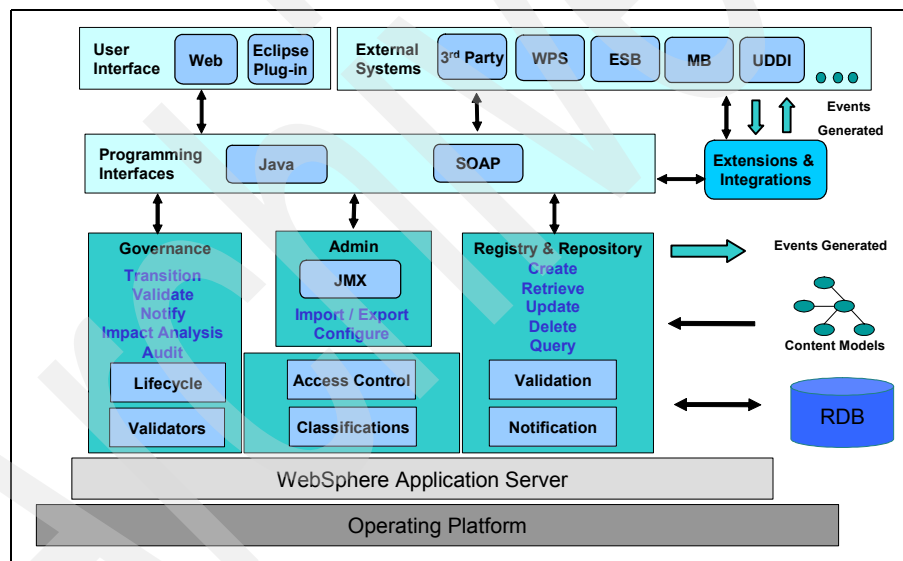 User
Interface
Web
Eclipse
Plug-in
External
Systems
3rd Party
WPS
ESB
MB
UDDI
Events
Generated
Programming
Interfaces
Java
SOAP
Extensions &
Integrations
Governance
Transition
Validate
Notify
Impact Analysis
Audit
Lifecycle
Validators
Admin
JMX
Import / Export
Configure
Access Control
Classifications
Registry & Repository
Create
Retrieve
Update
Delete
Query
Validation
Notification
Events Generated
Content Models
RDB
WebSphere Application Server
Operating Platform